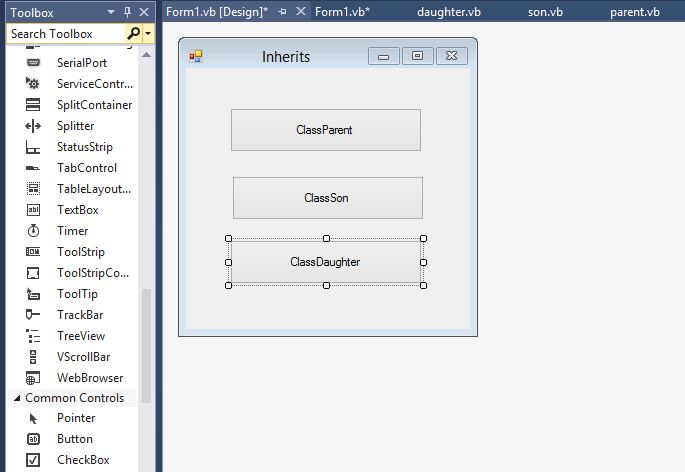 Toolbox
Search Toolbox
SerialPort
ServiceContr...
SplitContainer
Splitter
StatusStrip
TabControl
TableLayout...
TextBox
Timer
ToolStrip
ToolStripCo...
ToolTip
TrackBar
TreeView
VScrollBar
WebBrowser
Common Controls
Pointer
Button
CheckBox
Form1.vb [Design]* Form1.vb* daughter.vb son.vb parent.vb
Inherits
ClassParent
ClassSon
ClassDaughter